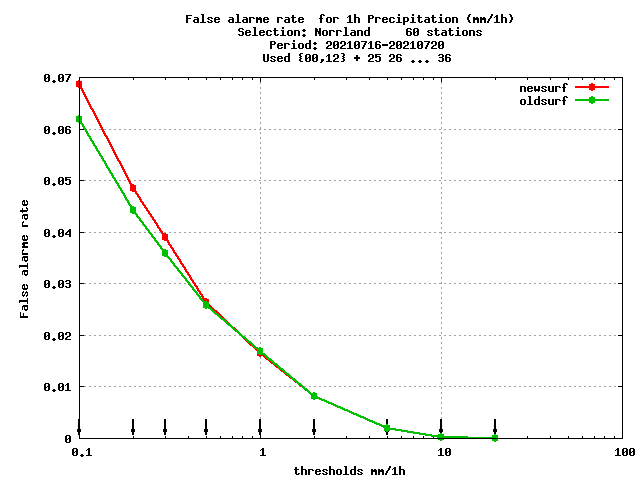 False alarme rate  for 1h Precipitation (mm/1h)
Selection: Norrland     60 stations
Period: 20210716-20210720
Used {00,12} + 25 26 ... 36
newsurf
oldsurf
0.07
0.06
0.05
0.04
0.03
0.02
0.01
0
False alarme rate
0.1 1 10 100
thresholds mm/1h